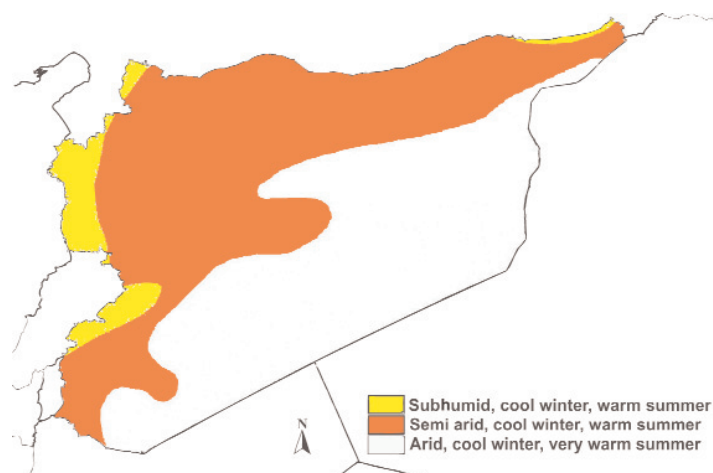 N
Subhumid, cool winter, warm summer
Semi arid, cool winter, warm summer
Arid, cool winter, very warm summer